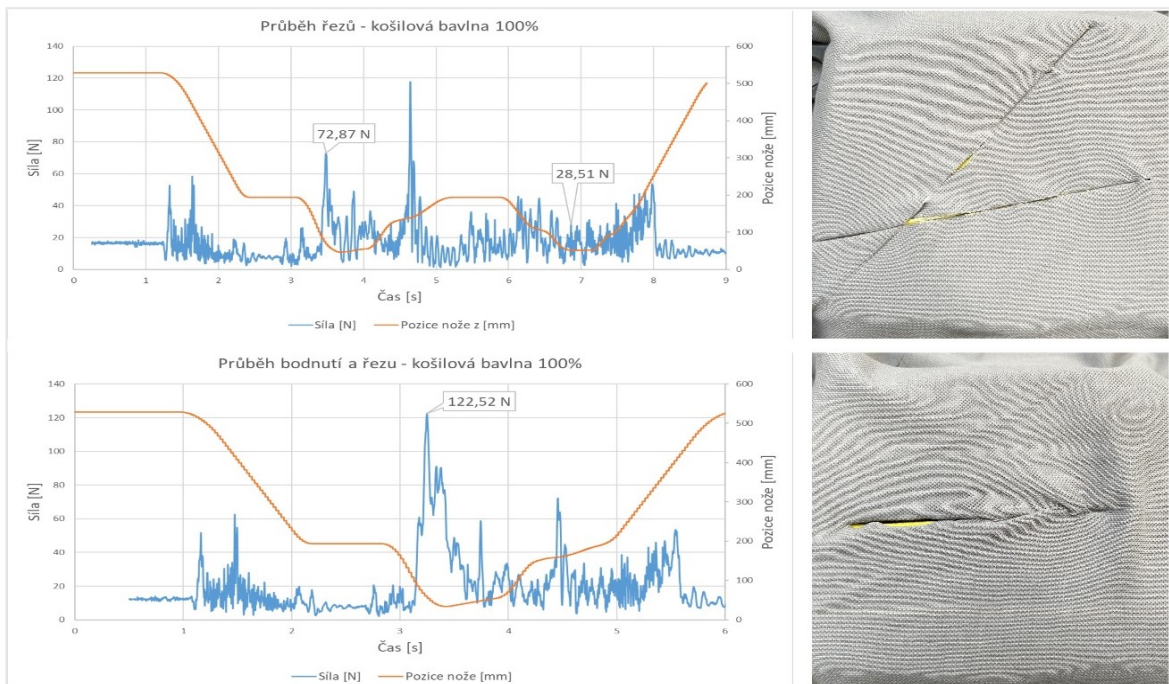 Průběh řezů - košilová bavlna 100%
140
120
100
80
60
40
20
0
Síla [N]
72,87 N
28,51 N
600
500
400
300
200
100
0
Pozice nože [mm]
0 1 2 3 4 5 6 7 8 9
Čas [s]
Síla [N] Pozice nože z [mm]
Průběh bodnutí a řezu - košilová bavlna 100%
140
120
100
80
60
40
20
0
Síla [N]
122,52 N
600
500
400
300
200
100
0
Pozice nože [mm]
0 1 2 3 4 5 6
Čas [s]
Síla [N] Pozice nože [mm]